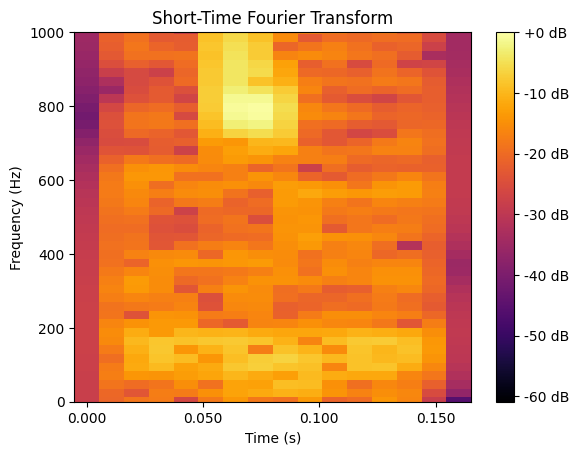 Short-Time Fourier Transform
1000
800
600
400
200
0
Frequency (Hz)
0.000
0.050
0.100
0.150
Time (s)
+0 dB
-10 dB
-20 dB
-30 dB
-40 dB
-50 dB
-60 dB